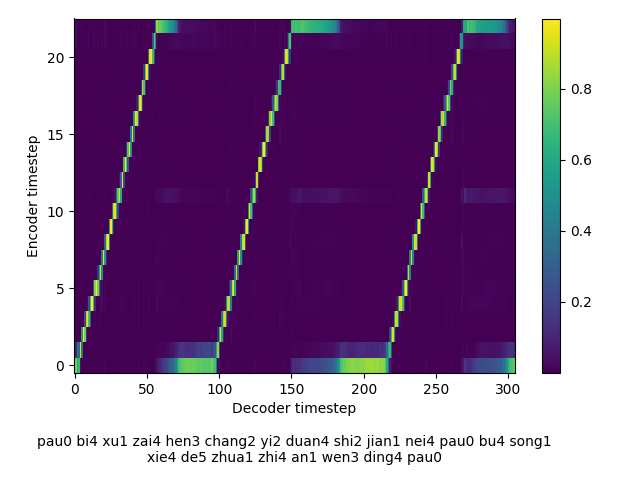 20
15
10
5
0
Encoder timestep
0 50 100 150 200 250 300
Decoder timestep
0.8
0.6
0.4
0.2
pau0 bi4 xu1 zai4 hen3 chang2 yi2 duan4 shi2 jian1 nei4 pau0 bu4 song1
xie4 de5 zhua1 zhi4 an1 wen3 ding4 pau0